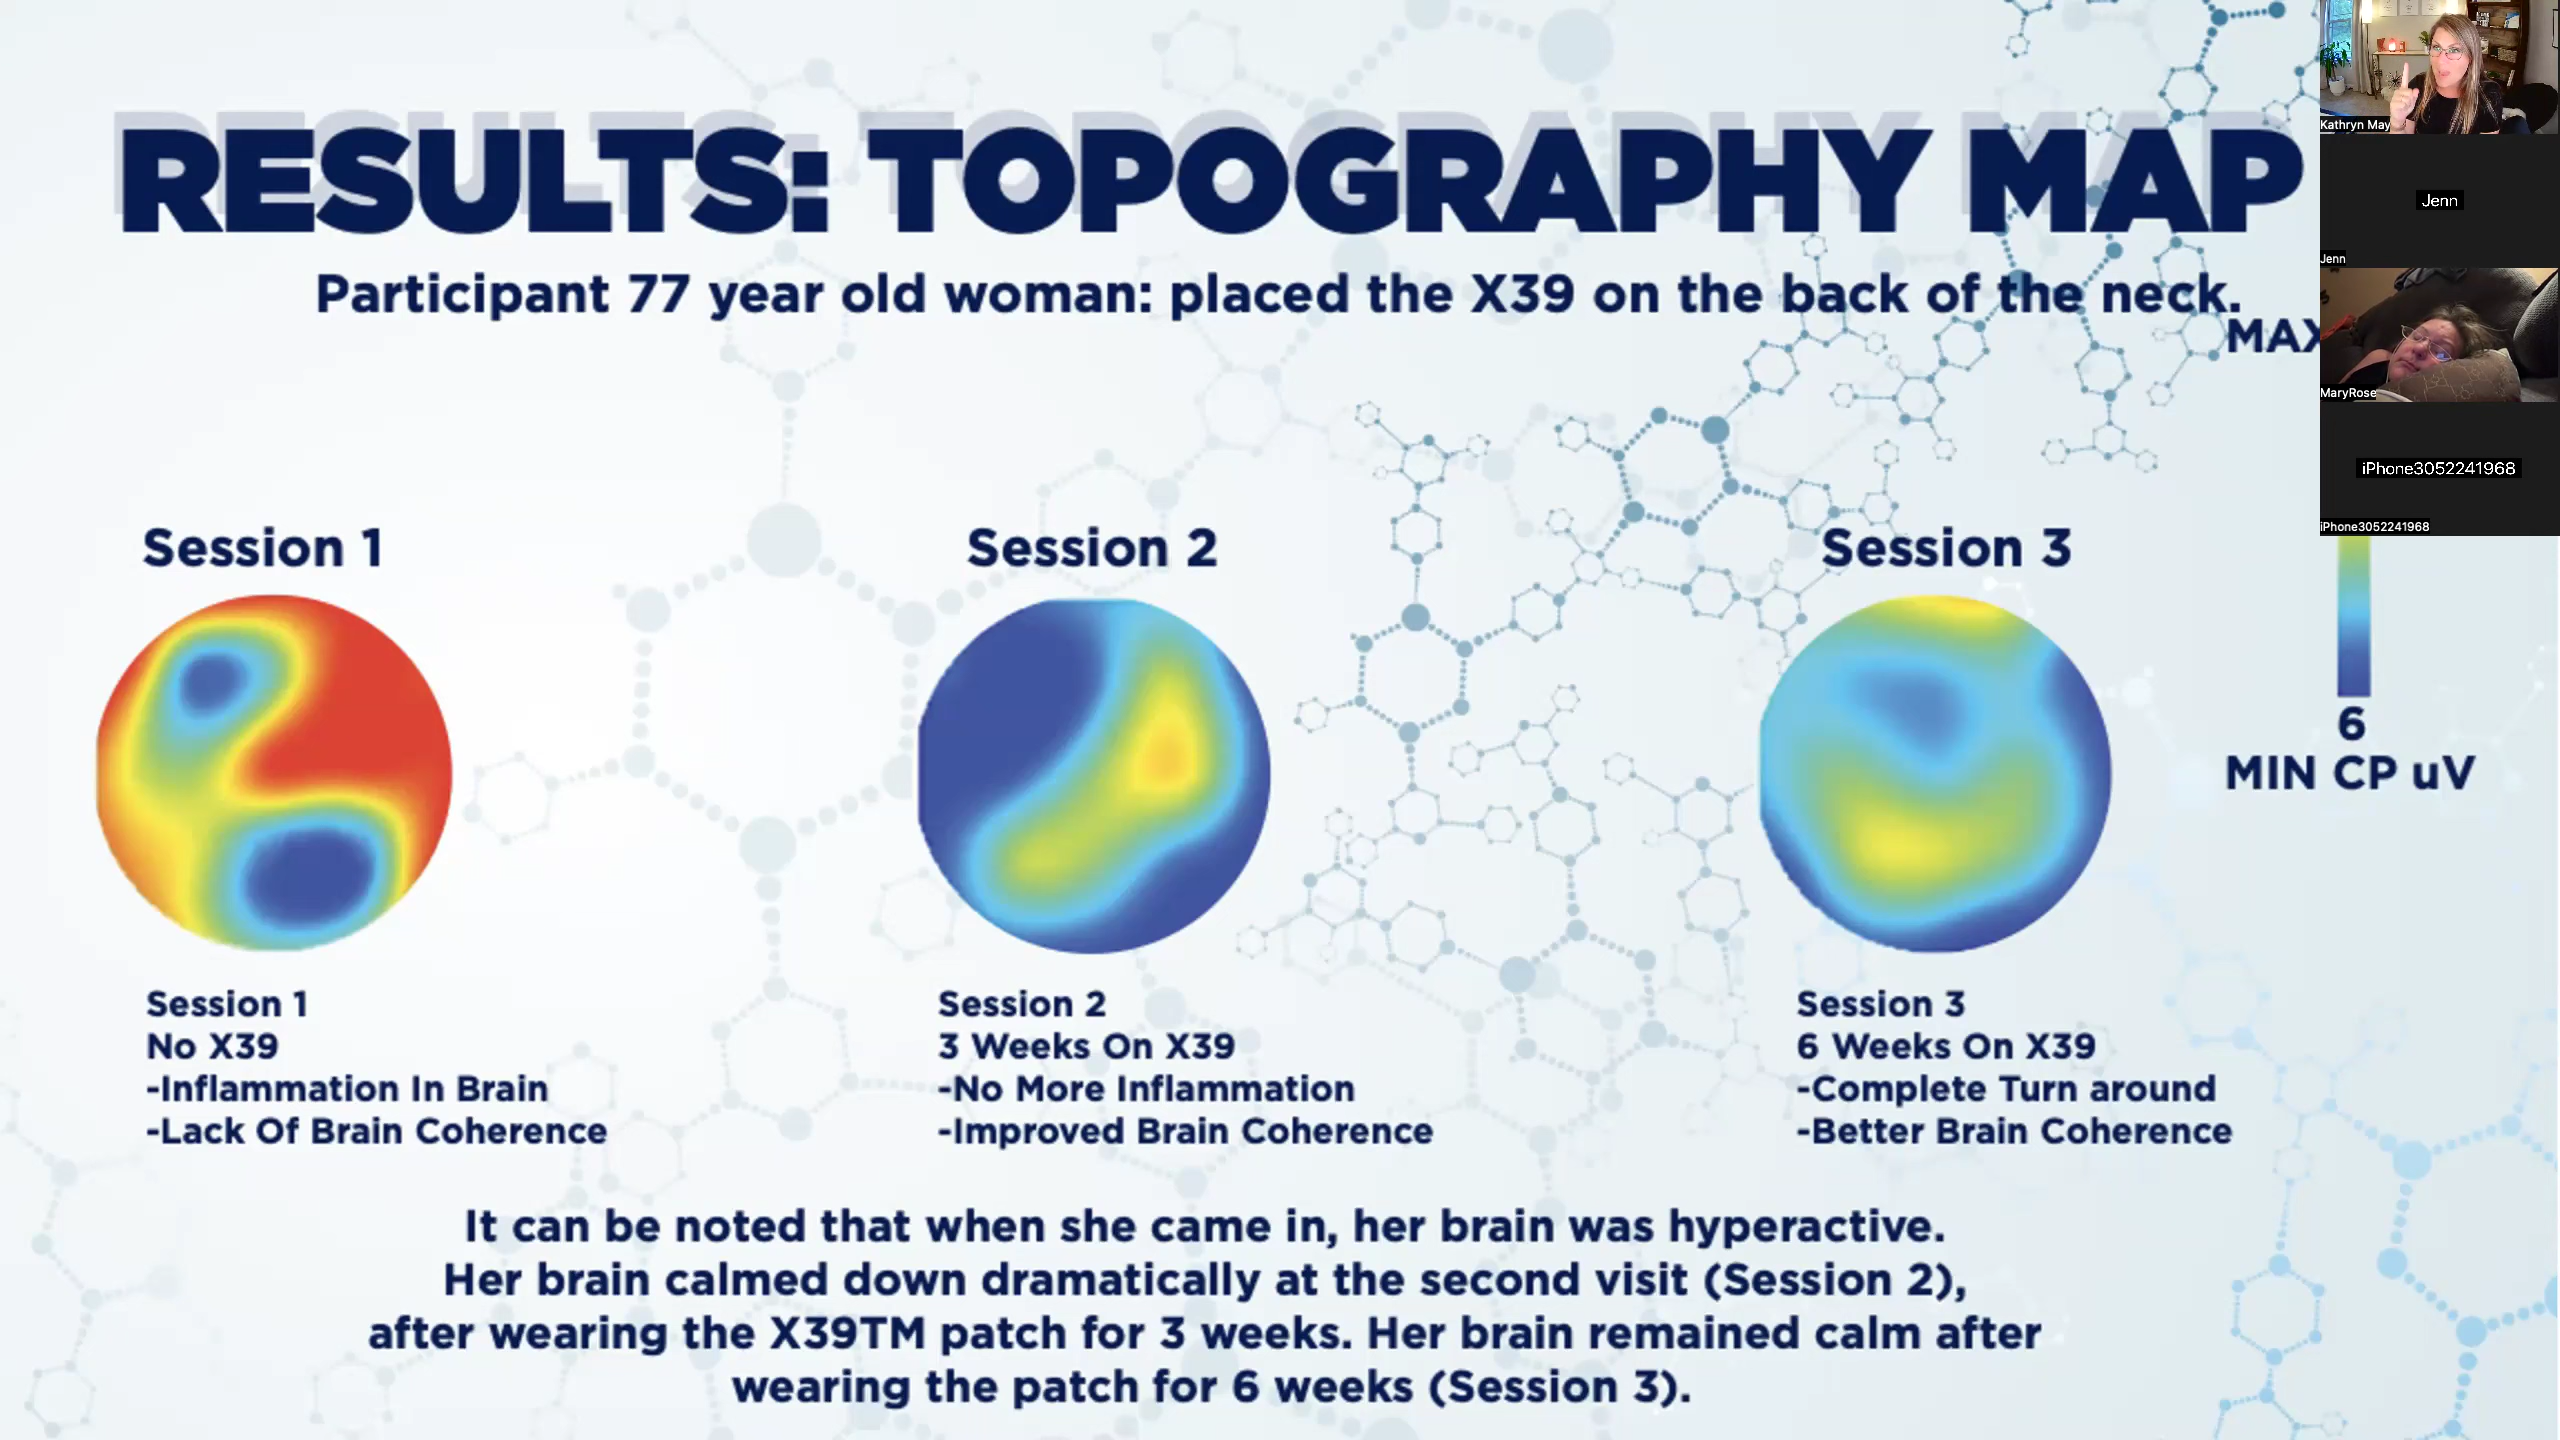 RESULTS: TOPOGRAPHY MAP
Participant 77 year old woman: placed the X39 on the back of the neck.
MAX
Session 1
Session 2
Session 3
6
MIN CP uV
Session 1
No X39
-Inflammation In Brain
-Lack Of Brain Coherence
Session 2
3 Weeks On X39
-No More Inflammation
-Improved Brain Coherence
Session 3
6 Weeks On X39
-Complete Turn around
-Better Brain Coherence
It can be noted that when she came in, her brain was hyperactive.
Her brain calmed down dramatically at the second visit (Session 2),
after wearing the X39TM patch for 3 weeks. Her brain remained calm after
wearing the patch for 6 weeks (Session 3).
Kathryn May
Jenn
Jenn
MaryRose
iPhone3052241968
iPhone3052241968